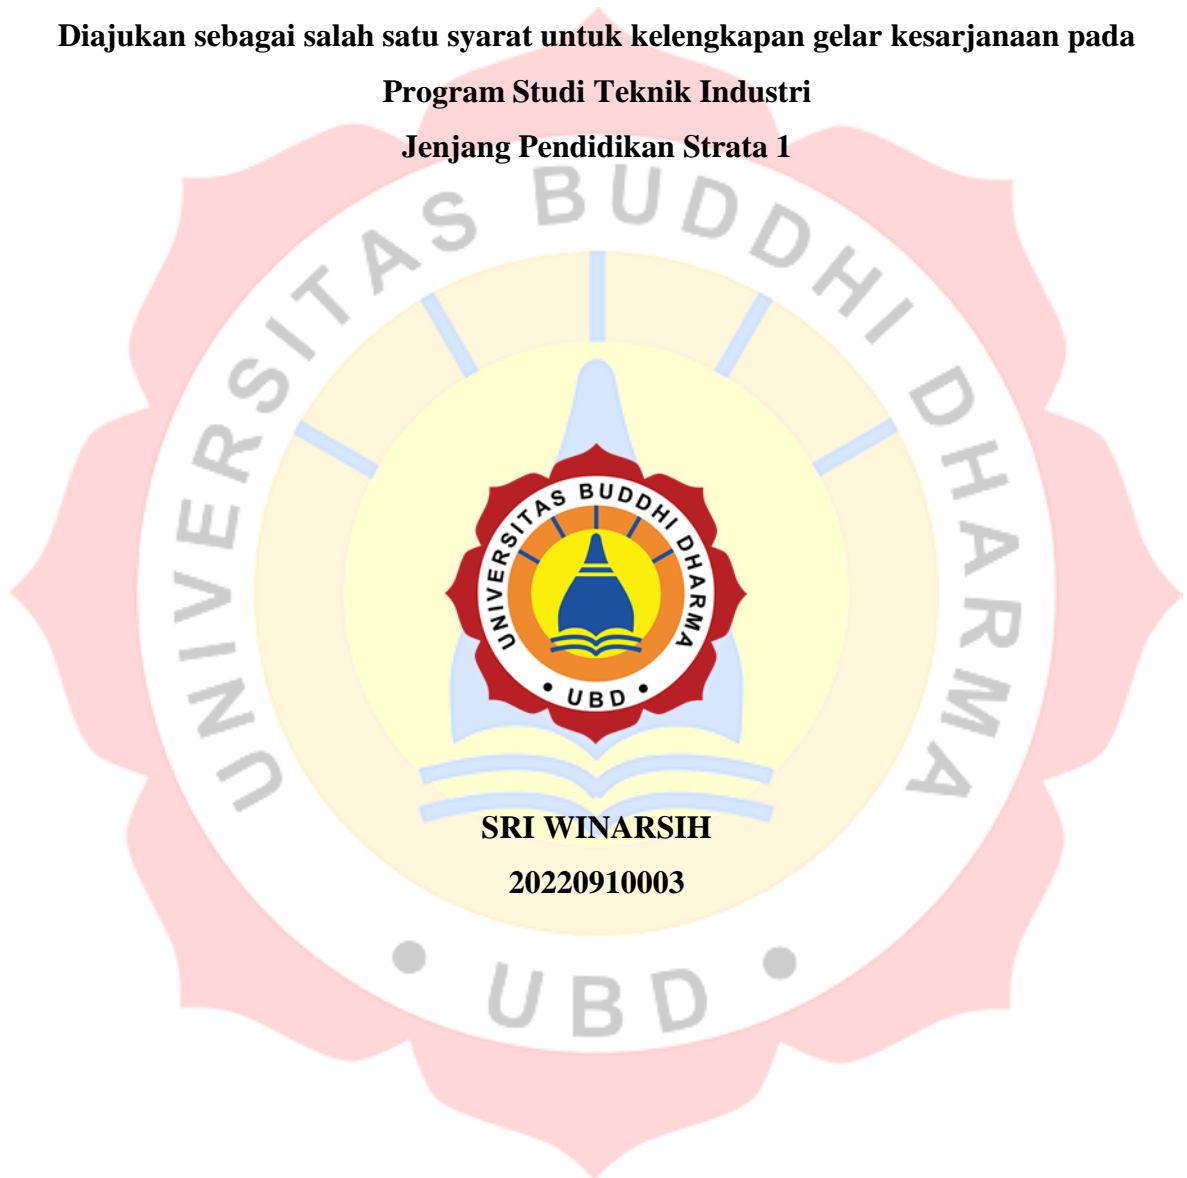 Diajukan sebagai salah satu syarat untuk kelengkapan gelar kesarjanaan pada
Program Studi Teknik Industri
Jenjang Pendidikan Strata 1
UNIVERSITAS BUDDHI DHARMA
UNIVERSITAS BUDDHI DHARMA
• UBD •
SRI WINARSIH
20220910003
• UBD •